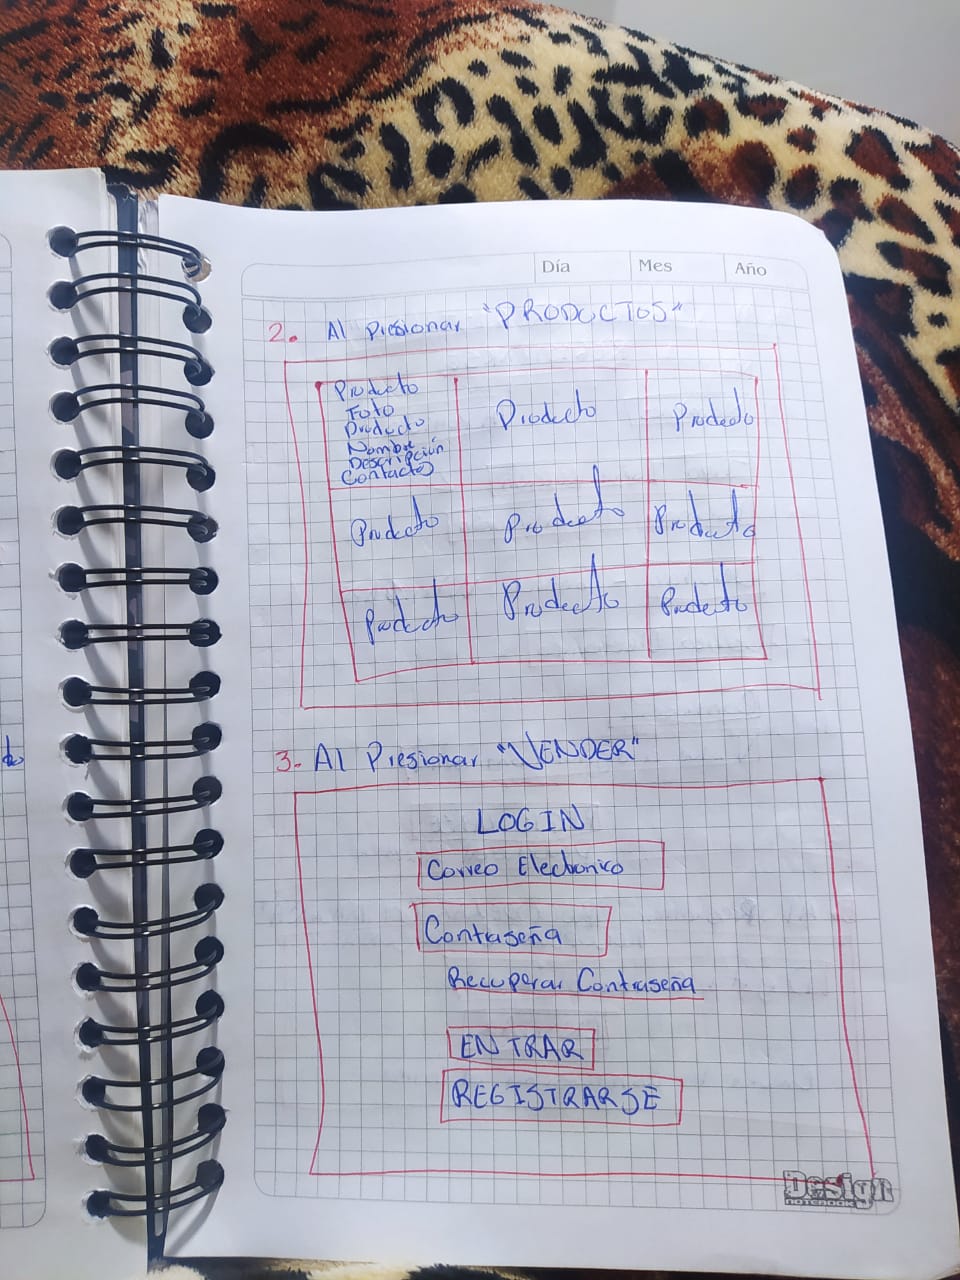 Día Mes Año
2. Al Presionar "PRODUCTOS"
Producto
Foto
Producto
Nombre
Descripción
Contactos
Producto
Producto
Producto
Producto
Producto
Producto
Producto
Producto
3. Al Presionar "VENDER"
LOGIN
Correo Electronico
Contraseña
Recuperar Contraseña
ENTRAR
REGISTRARSE
Design
NOTEBOOK